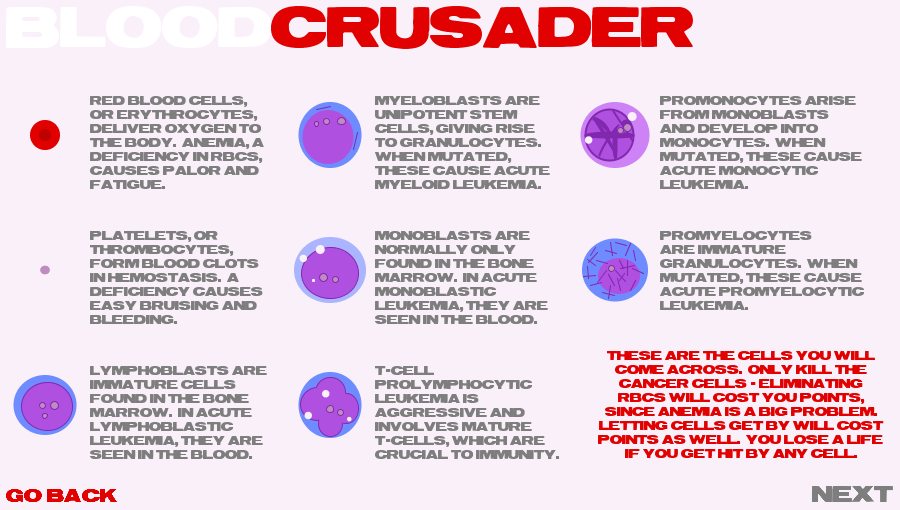 BLOODCRUSADER
RED BLOOD CELLS,
OR ERYTHROCYTES,
DELIVER OXYGEN TO
THE BODY. ANEMIA, A
DEFICIENCY IN RBCS,
CAUSES PALOR AND
FATIGUE.
MYELOBLASTS ARE
UNIPOTENT STEM
CELLS, GIVING RISE
TO GRANULOCYTES.
WHEN MUTATED,
THESE CAUSE ACUTE
MYELOID LEUKEMIA.
PROMONOCYTES ARISE
FROM MONOBLASTS
AND DEVELOP INTO
MONOCYTES. WHEN
MUTATED, THESE CAUSE
ACUTE MONOCYTIC
LEUKEMIA.
PLATELETS, OR
THROMBOCYTES,
FORM BLOOD CLOTS
IN HEMOSTASIS. A
DEFICIENCY CAUSES
EASY BRUISING AND
BLEEDING.
MONOBLASTS ARE
NORMALLY ONLY
FOUND IN THE BONE
MARROW. IN ACUTE
MONOBLASTIC
LEUKEMIA, THEY ARE
SEEN IN THE BLOOD.
PROMYELOCYTES
ARE IMMATURE
GRANULOCYTES. WHEN
MUTATED, THESE CAUSE
ACUTE PROMYELOCYTIC
LEUKEMIA.
LYMPHOBLASTS ARE
IMMATURE CELLS
FOUND IN THE BONE
MARROW. IN ACUTE
LYMPHOBLASTIC
LEUKEMIA, THEY ARE
SEEN IN THE BLOOD.
T-CELL
PROLYMPHOCYTIC
LEUKEMIA IS
AGGRESSIVE AND
INVOLVES MATURE
T-CELLS, WHICH ARE
CRUCIAL TO IMMUNITY.
THESE ARE THE CELLS YOU WILL
COME ACROSS. ONLY KILL THE
CANCER CELLS - ELIMINATING
RBCS WILL COST YOU POINTS,
SINCE ANEMIA IS A BIG PROBLEM.
LETTING CELLS GET BY WILL COST
POINTS AS WELL. YOU LOSE A LIFE
IF YOU GET HIT BY ANY CELL.
GO BACK
NEXT